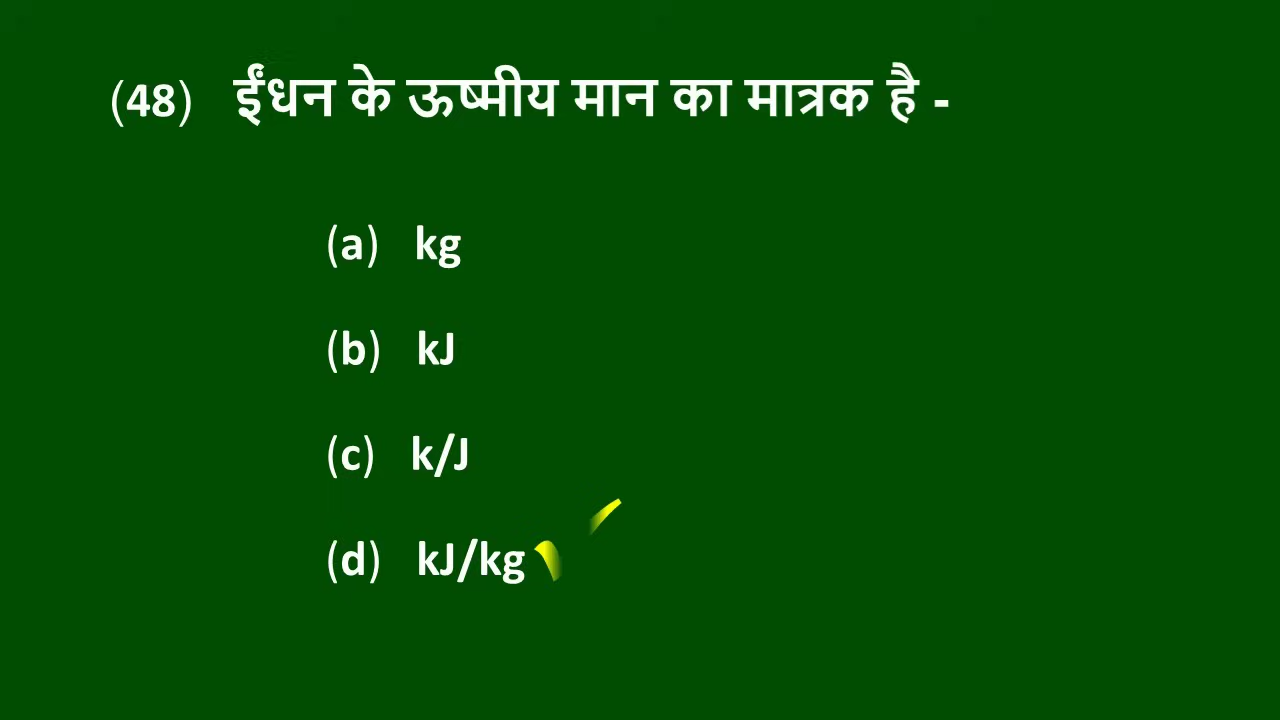 (48) ईंधन के ऊष्मीय मान का मात्रक है -
(a) kg
(b) kJ
(c) k/J
(d) kJ/kg